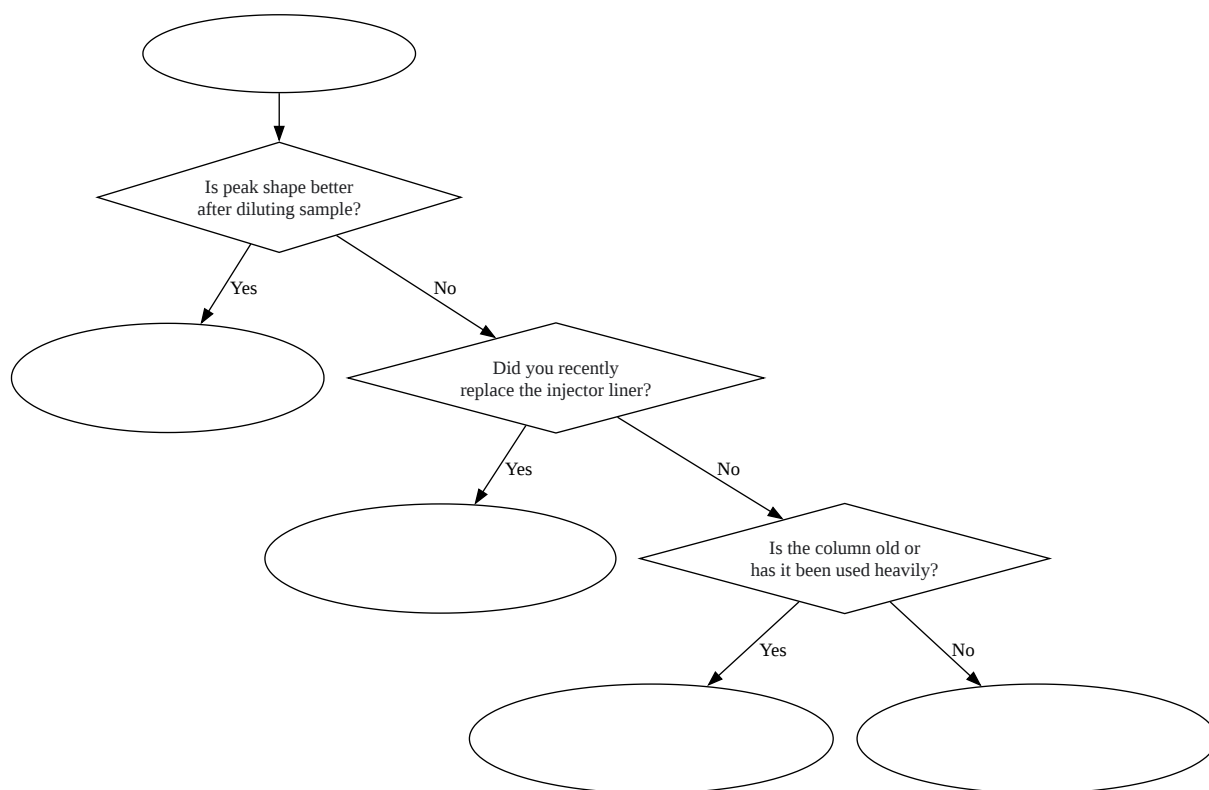 Is peak shape better
after diluting sample?
Yes
No
Did you recently
replace the injector liner?
Yes
No
Is the column old or
has it been used heavily?
Yes
No